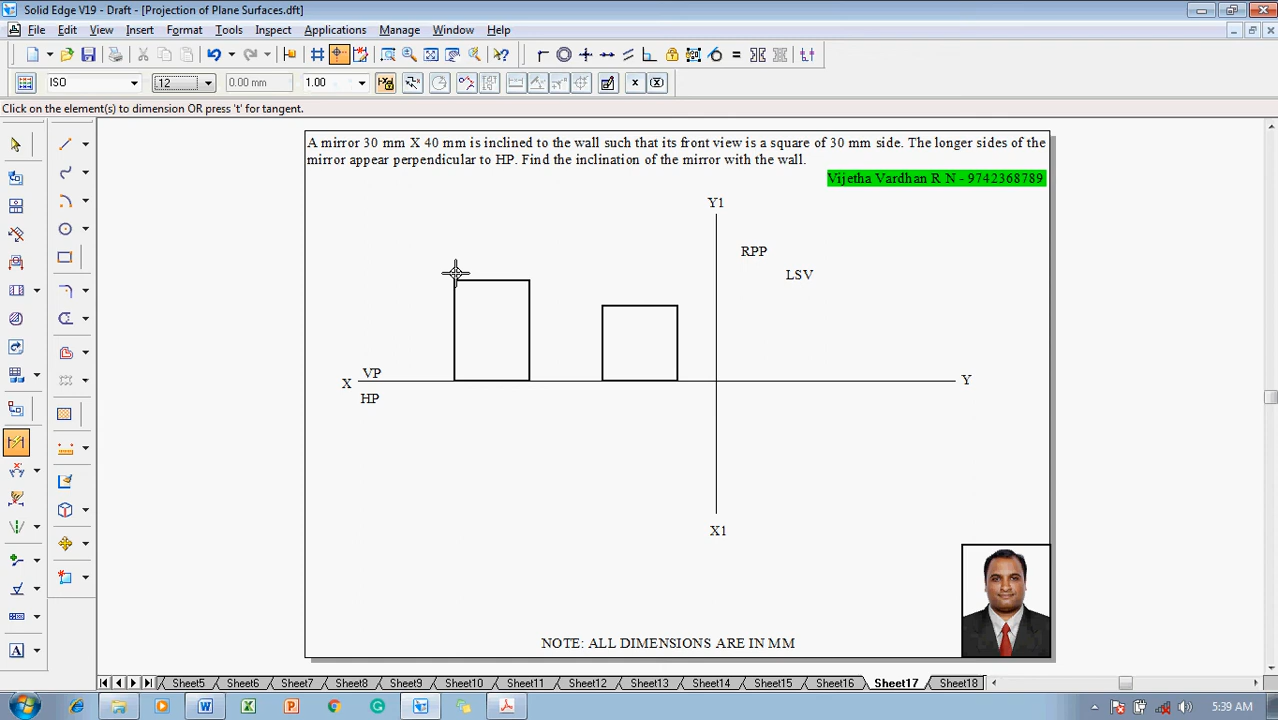 Solid Edge V19 - Draft - [Projection of Plane Surfaces.dft]
File Edit View Insert Format Tools Inspect Applications Manage Window Help
ISO 12 0.00 mm 1.00
Click on the element(s) to dimension OR press 't' for tangent.
A mirror 30 mm X 40 mm is inclined to the wall such that its front view is a square of 30 mm side. The longer sides of the
mirror appear perpendicular to HP. Find the inclination of the mirror with the wall.
Vijetha Vardhan R N - 9742368789
Y1
RPP
LSV
VP
X
Y
HP
X1
NOTE: ALL DIMENSIONS ARE IN MM
Sheet5 Sheet6 Sheet7 Sheet8 Sheet9 Sheet10 Sheet11 Sheet12 Sheet13 Sheet14 Sheet15 Sheet16 Sheet17 Sheet18
5:39 AM